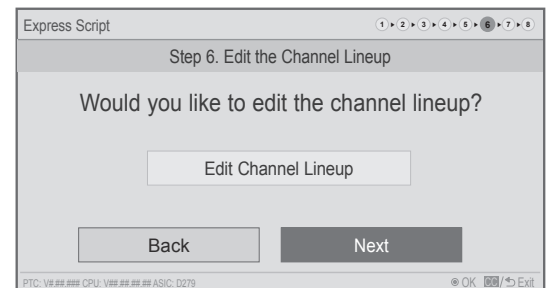 Express Script
1 ▸ 2 ▸ 3 ▸ 4 ▸ 5 ▸ 6 ▸ 7 ▸ 8
Step 6. Edit the Channel Lineup
Would you like to edit the channel lineup?
Edit Channel Lineup
Back Next
PTC: V#.##.### CPU: V##.##.##.## ASIC: D279 ◉ OK CC/⮌ Exit